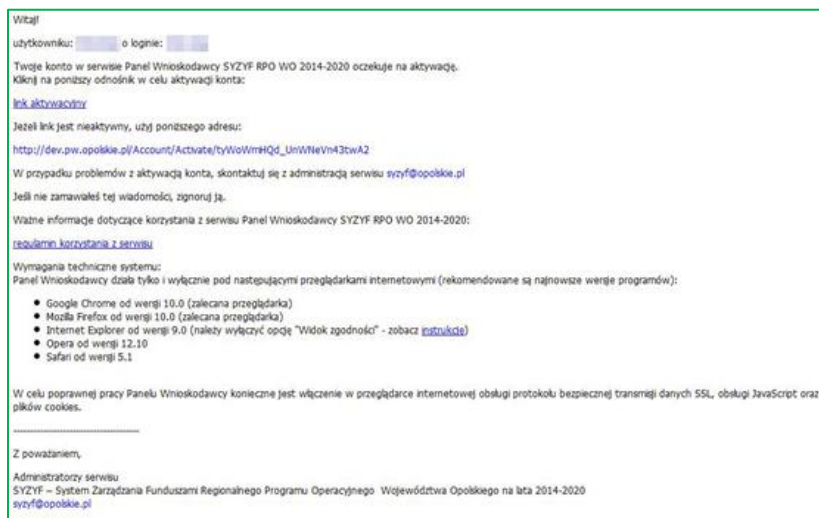 Witaj!
użytkowniku: o loginie:
Twoje konto w serwisie Panel Wnioskodawcy SYZYF RPO WO 2014-2020 oczekuje na aktywację.
Kliknij na poniższy odnośnik w celu aktywacji konta:
link aktywacyjny
Jeżeli link jest nieaktywny, użyj poniższego adresu:
http://dev.pw.opolskie.pl/Account/Activate/tyWoWmHQd_UnWNeVn43twA2
W przypadku problemów z aktywacją konta, skontaktuj się z administracją serwisu syzyf@opolskie.pl
Jeśli nie zamawiałeś tej wiadomości, zignoruj ją.
Ważne informacje dotyczące korzystania z serwisu Panel Wnioskodawcy SYZYF RPO WO 2014-2020:
regulamin korzystania z serwisu
Wymagania techniczne systemu:
Panel Wnioskodawcy działa tylko i wyłącznie pod następującymi przeglądarkami internetowymi (rekomendowane są najnowsze wersje programów):
● Google Chrome od wersji 10.0 (zalecana przeglądarka)
● Mozilla Firefox od wersji 10.0 (zalecana przeglądarka)
● Internet Explorer od wersji 9.0 (należy wyłączyć opcję "Widok zgodności" - zobacz instrukcję)
● Opera od wersji 12.10
● Safari od wersji 5.1
W celu poprawnej pracy Panelu Wnioskodawcy konieczne jest włączenie w przeglądarce internetowej obsługi protokołu bezpiecznej transmisji danych SSL, obsługi JavaScript oraz
plików cookies.
------------------------------------
Z poważaniem,
Administratorzy serwisu
SYZYF – System Zarządzania Funduszami Regionalnego Programu Operacyjnego Województwa Opolskiego na lata 2014-2020
syzyf@opolskie.pl